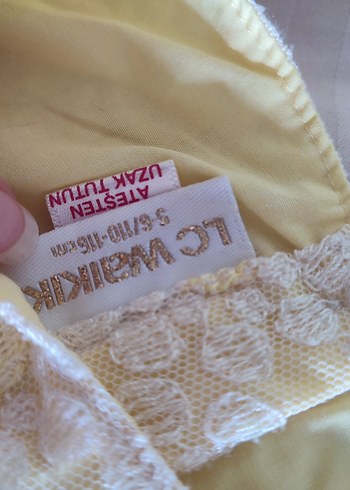 LC Waikiki
5-6/110-116cm
ATEŞTEN
UZAK TUTUN